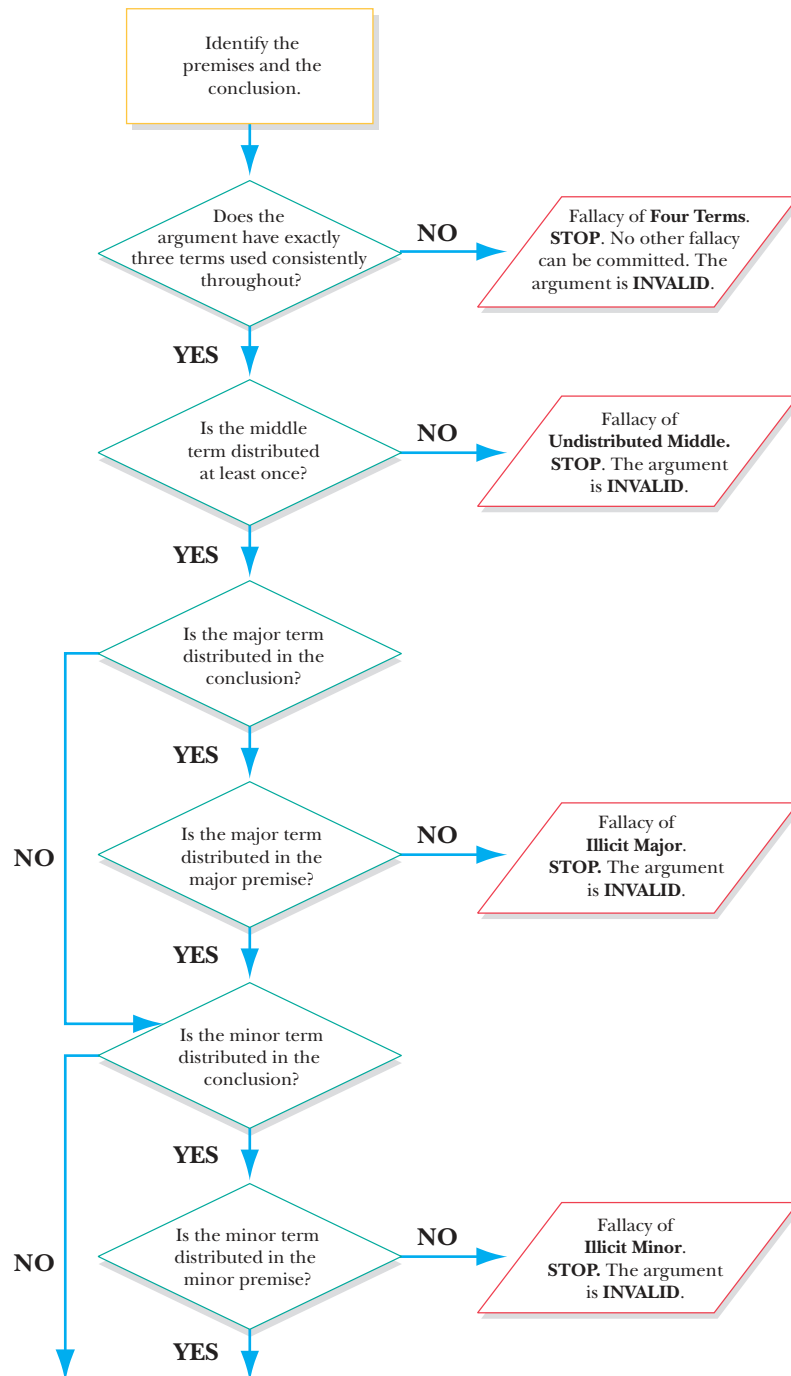 Identify the
premises and the
conclusion.
Does the
argument have exactly
three terms used consistently
throughout?
NO
Fallacy of Four Terms.
STOP. No other fallacy
can be committed. The
argument is INVALID.
YES
Is the middle
term distributed
at least once?
NO
Fallacy of
Undistributed Middle.
STOP. The argument
is INVALID.
YES
Is the major term
distributed in the
conclusion?
YES
NO
Is the major term
distributed in the
major premise?
NO
Fallacy of
Illicit Major.
STOP. The argument
is INVALID.
YES
Is the minor term
distributed in the
conclusion?
YES
NO
Is the minor term
distributed in the
minor premise?
NO
Fallacy of
Illicit Minor.
STOP. The argument
is INVALID.
YES